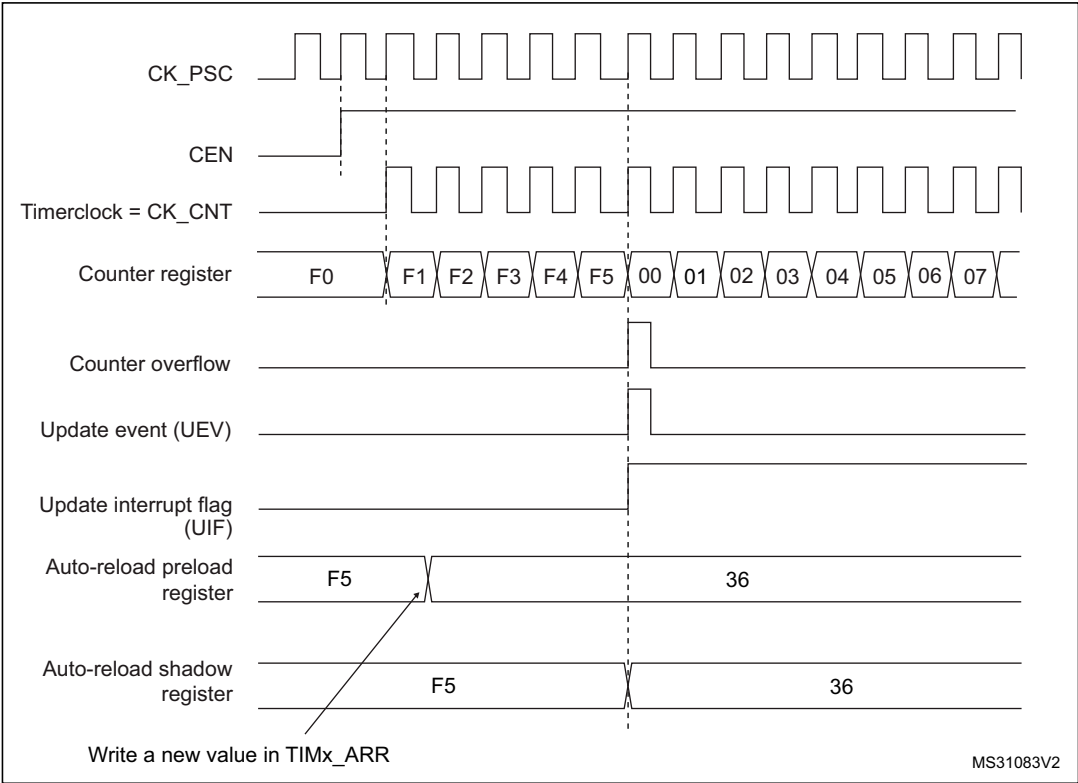 CK_PSC
CEN
Timerclock = CK_CNT
Counter register
F0 F1 F2 F3 F4 F5 00 01 02 03 04 05 06 07
Counter overflow
Update event (UEV)
Update interrupt flag
(UIF)
Auto-reload preload
register
F5 36
Auto-reload shadow
register
F5 36
Write a new value in TIMx_ARR
MS31083V2